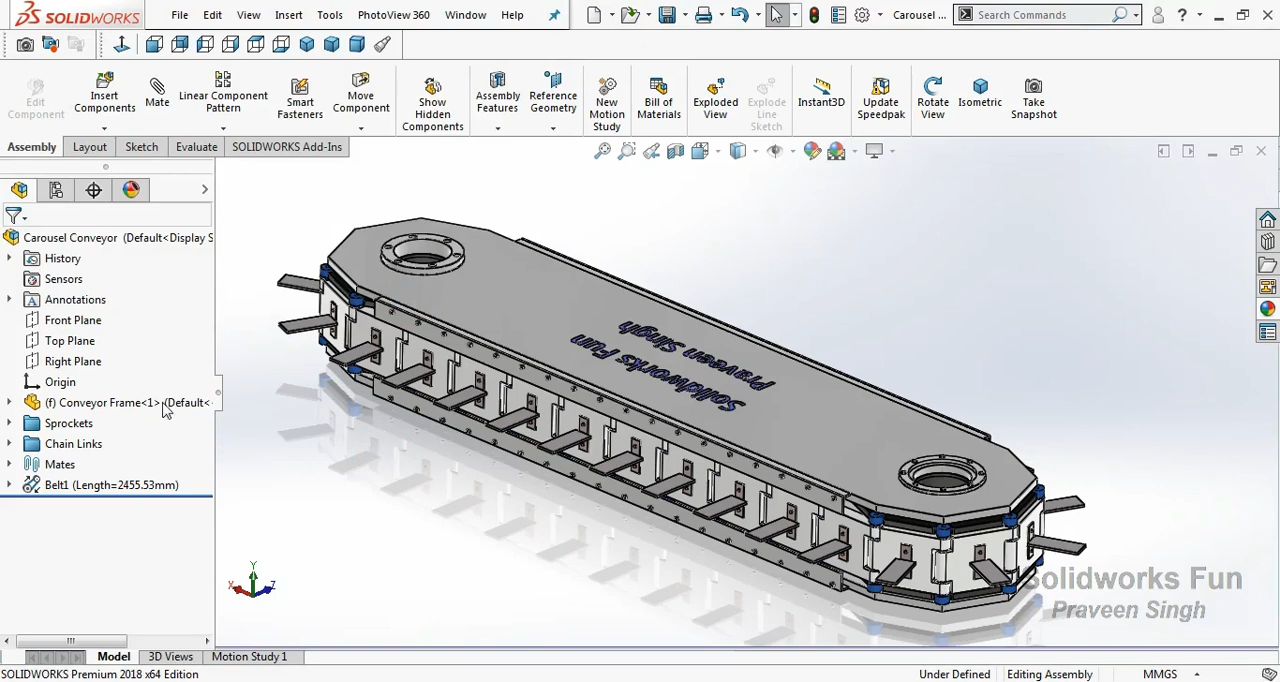 SOLIDWORKS File Edit View Insert Tools PhotoView 360 Window Help Carousel ... Search Commands ?
Edit Component
Insert Components
Mate
Linear Component Pattern
Smart Fasteners
Move Component
Show Hidden Components
Assembly Features
Reference Geometry
New Motion Study
Bill of Materials
Exploded View
Explode Line Sketch
Instant3D
Update Speedpak
Rotate View
Isometric
Take Snapshot
Assembly Layout Sketch Evaluate SOLIDWORKS Add-Ins
Carousel Conveyor (Default<Display S
History
Sensors
Annotations
Front Plane
Top Plane
Right Plane
Origin
(f) Conveyor Frame<1> (Default<
Sprockets
Chain Links
Mates
Belt1 (Length=2455.53mm)
Praveen Singh
Solidworks Fun
Y
X
Z
Solidworks Fun
Praveen Singh
Model 3D Views Motion Study 1
SOLIDWORKS Premium 2018 x64 Edition Under Defined Editing Assembly MMGS